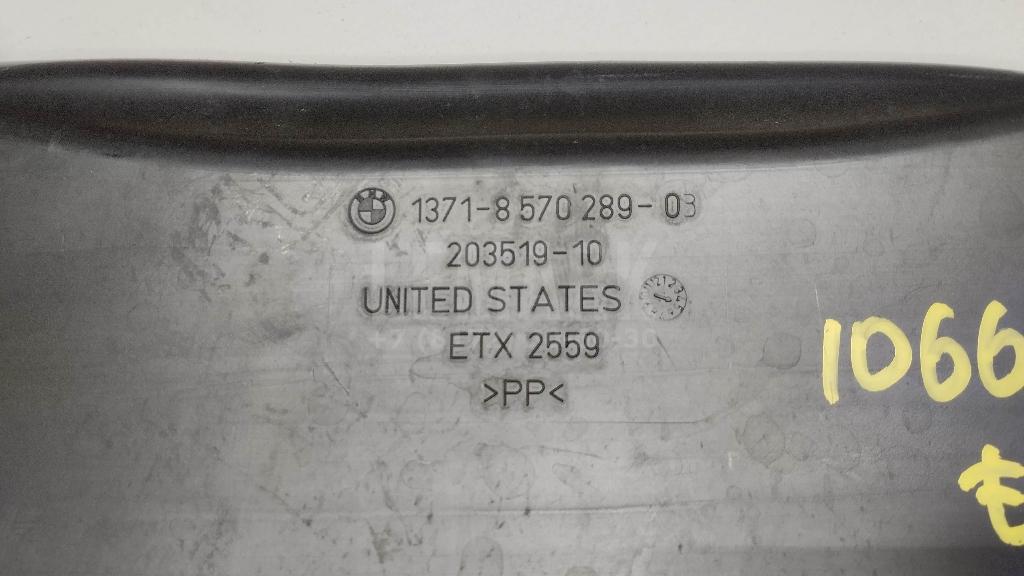 1371-8 570 289-03
203519-10
UNITED STATES
ETX 2559
>PP<
1066